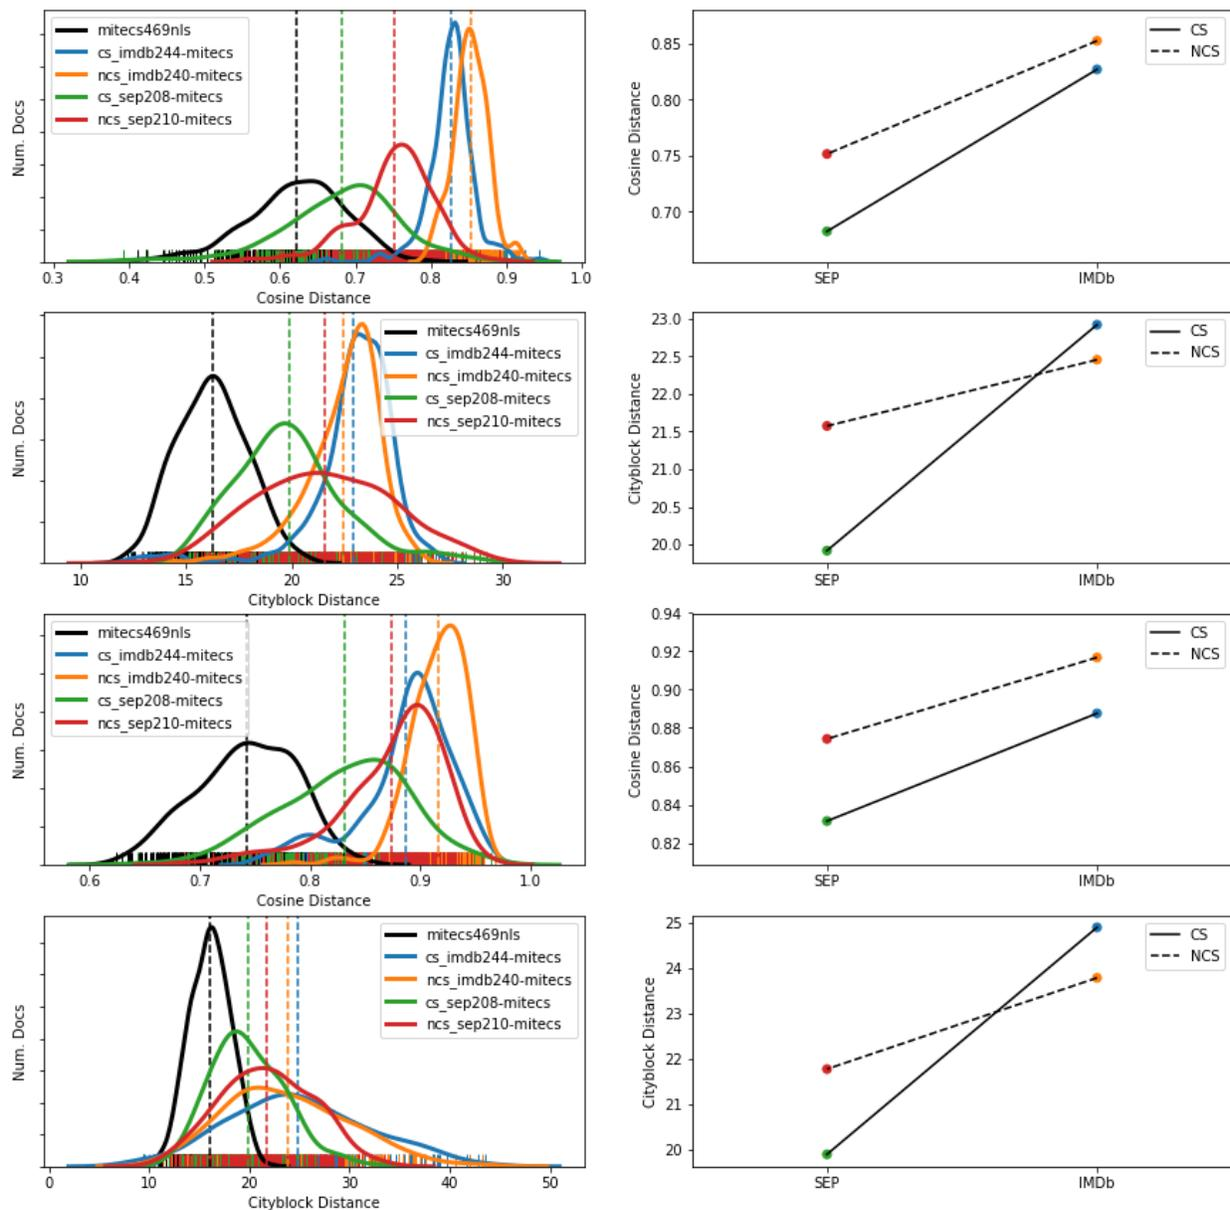 mitecs469nls
cs_imdb244-mitecs
ncs_imdb240-mitecs
cs_sep208-mitecs
ncs_sep210-mitecs
Num. Docs
0.3 0.4 0.5 0.6 0.7 0.8 0.9 1.0
Cosine Distance
CS
NCS
0.85
0.80
0.75
0.70
Cosine Distance
SEP IMDb
mitecs469nls
cs_imdb244-mitecs
ncs_imdb240-mitecs
cs_sep208-mitecs
ncs_sep210-mitecs
Num. Docs
10 15 20 25 30
Cityblock Distance
CS
NCS
23.0
22.5
22.0
21.5
21.0
20.5
20.0
Cityblock Distance
SEP IMDb
mitecs469nls
cs_imdb244-mitecs
ncs_imdb240-mitecs
cs_sep208-mitecs
ncs_sep210-mitecs
Num. Docs
0.6 0.7 0.8 0.9 1.0
Cosine Distance
CS
NCS
0.94
0.92
0.90
0.88
0.86
0.84
0.82
Cosine Distance
SEP IMDb
mitecs469nls
cs_imdb244-mitecs
ncs_imdb240-mitecs
cs_sep208-mitecs
ncs_sep210-mitecs
Num. Docs
0 10 20 30 40 50
Cityblock Distance
CS
NCS
25
24
23
22
21
20
Cityblock Distance
SEP IMDb